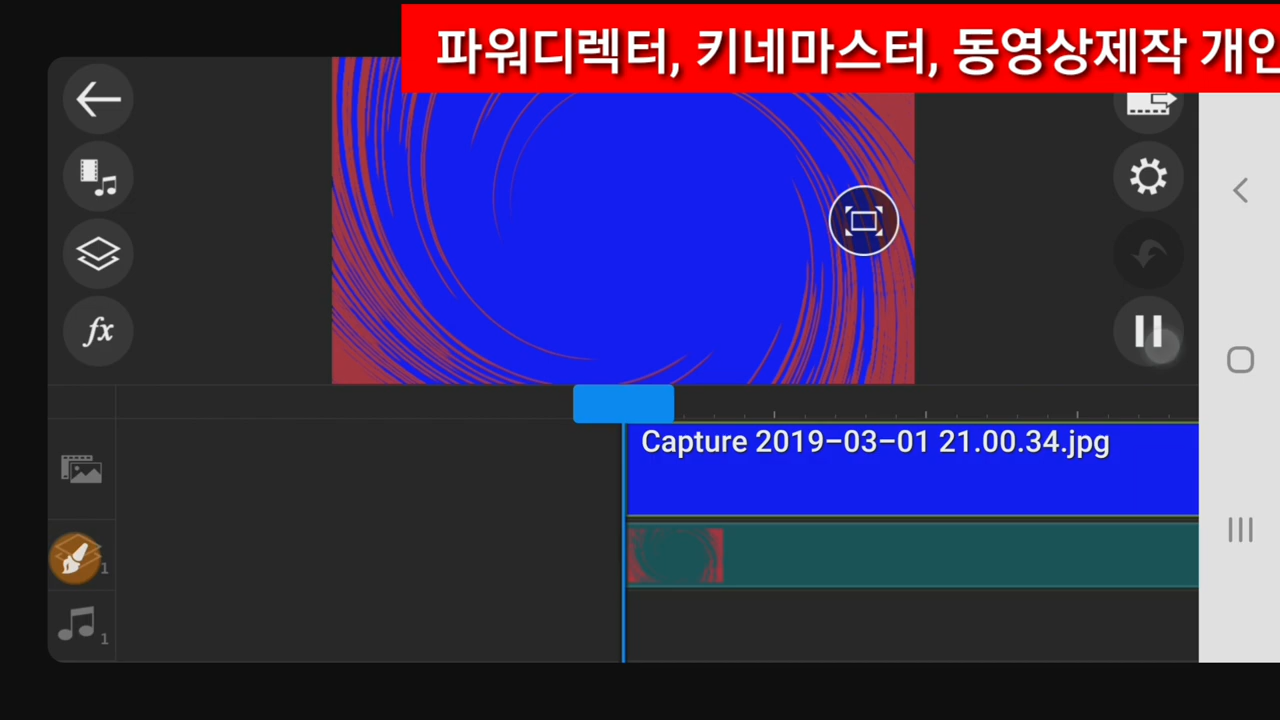 파워디렉터, 키네마스터, 동영상제작 개인
fx
Capture 2019-03-01 21.00.34.jpg
1
1